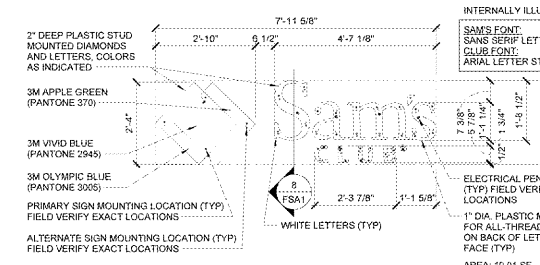 INTERNALLY ILLU
7'-11 5/8"
SAM'S FONT:
SANS SERIF LETT
CLUB FONT:
ARIAL LETTER ST
2" DEEP PLASTIC STUD
MOUNTED DIAMONDS
AND LETTERS, COLORS
AS INDICATED
2'-10"
6 1/2"
4'-7 1/8"
3M APPLE GREEN
(PANTONE 370)
2'-4"
3M VIVID BLUE
(PANTONE 2945)
3M OLYMPIC BLUE
(PANTONE 3005)
Sam's
7 3/8"
5 7/8"
1'-1 1/4"
1 3/4"
1'-8 1/2"
1/2"
PRIMARY SIGN MOUNTING LOCATION (TYP)
FIELD VERIFY EXACT LOCATIONS
8
FSA1
2'-3 7/8"
1'-1 5/8"
ELECTRICAL PEN
(TYP) FIELD VERI
LOCATIONS
WHITE LETTERS (TYP)
ALTERNATE SIGN MOUNTING LOCATION (TYP)
FIELD VERIFY EXACT LOCATIONS
1" DIA. PLASTIC M
FOR ALL-THREAD
ON BACK OF LET
FACE (TYP)